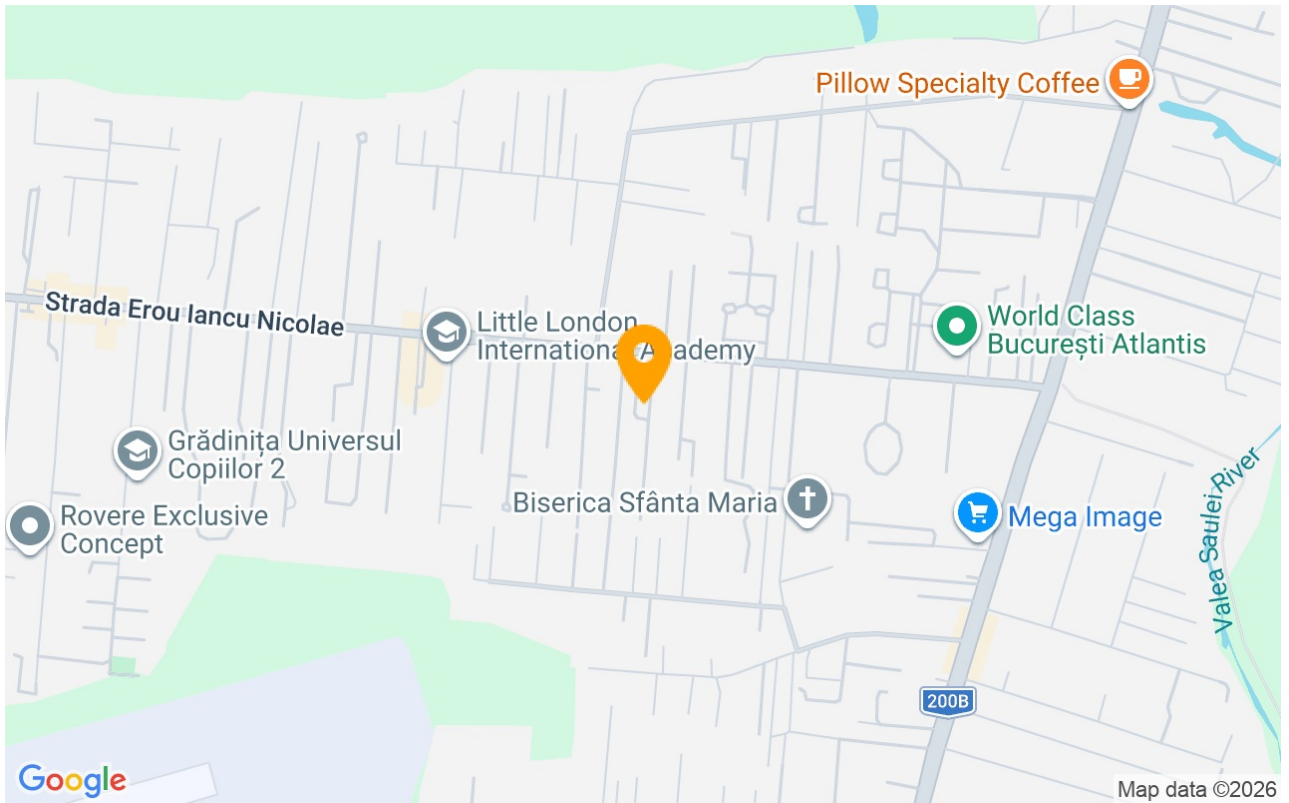 Pillow Specialty Coffee
Strada Erou Iancu Nicolae
Little London
International Academy
World Class
București Atlantis
Grădinița Universul
Copiilor 2
Biserica Sfânta Maria
Rovere Exclusive
Concept
Mega Image
Valea Saulei River
200B
Google
Map data ©2026